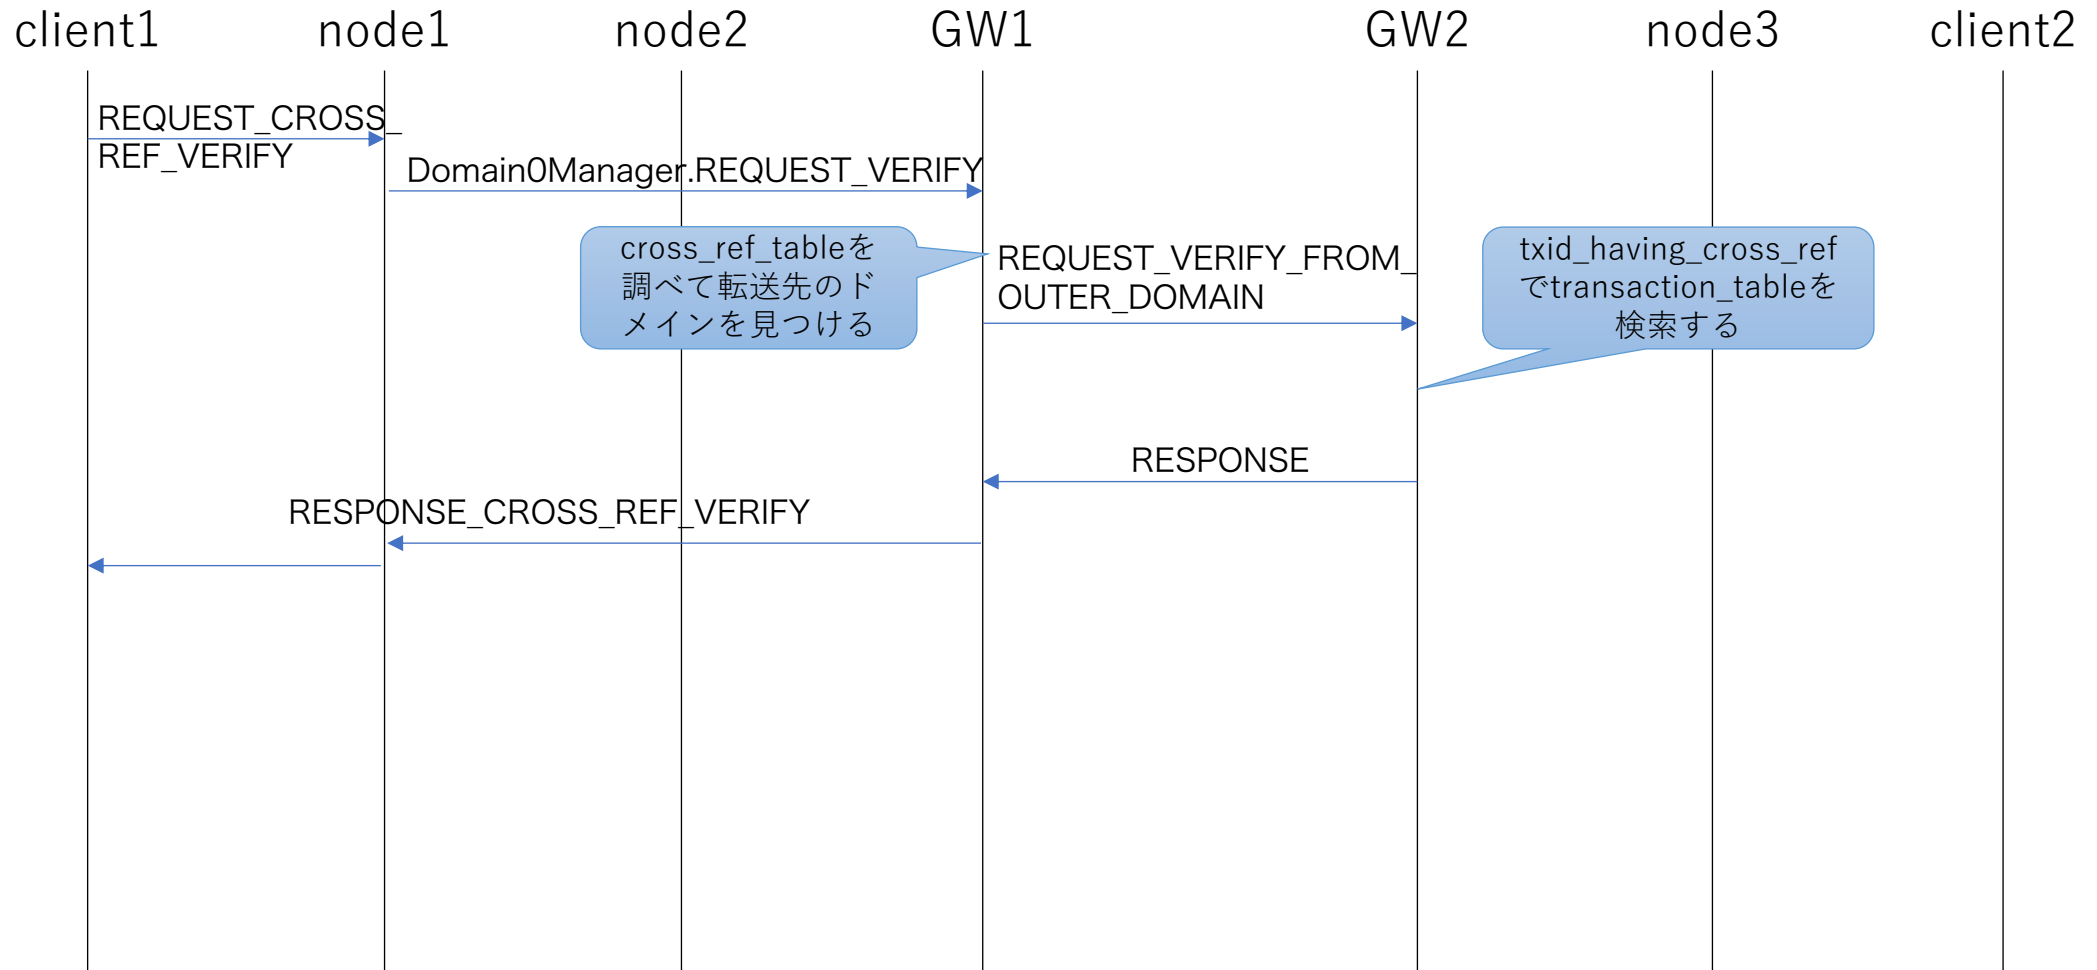 client1
node1
node2
GW1
GW2
node3
client2
REQUEST_CROSS_
REF_VERIFY
Domain0Manager.REQUEST_VERIFY
cross_ref_tableを
調べて転送先のド
メインを見つける
REQUEST_VERIFY_FROM_
OUTER_DOMAIN
txid_having_cross_ref
でtransaction_tableを
検索する
RESPONSE
RESPONSE_CROSS_REF_VERIFY